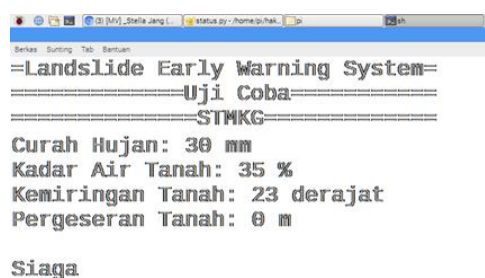 (3) [MV] _Stella Jang (... status.py - /home/pi/hak... pi sh
Berkas Sunting Tab Bantuan
=Landslide Early Warning System=
=============Uji Coba===========
==============STMKG=============
Curah Hujan: 30 mm
Kadar Air Tanah: 35 %
Kemiringan Tanah: 23 derajat
Pergeseran Tanah: 0 m
Siaga